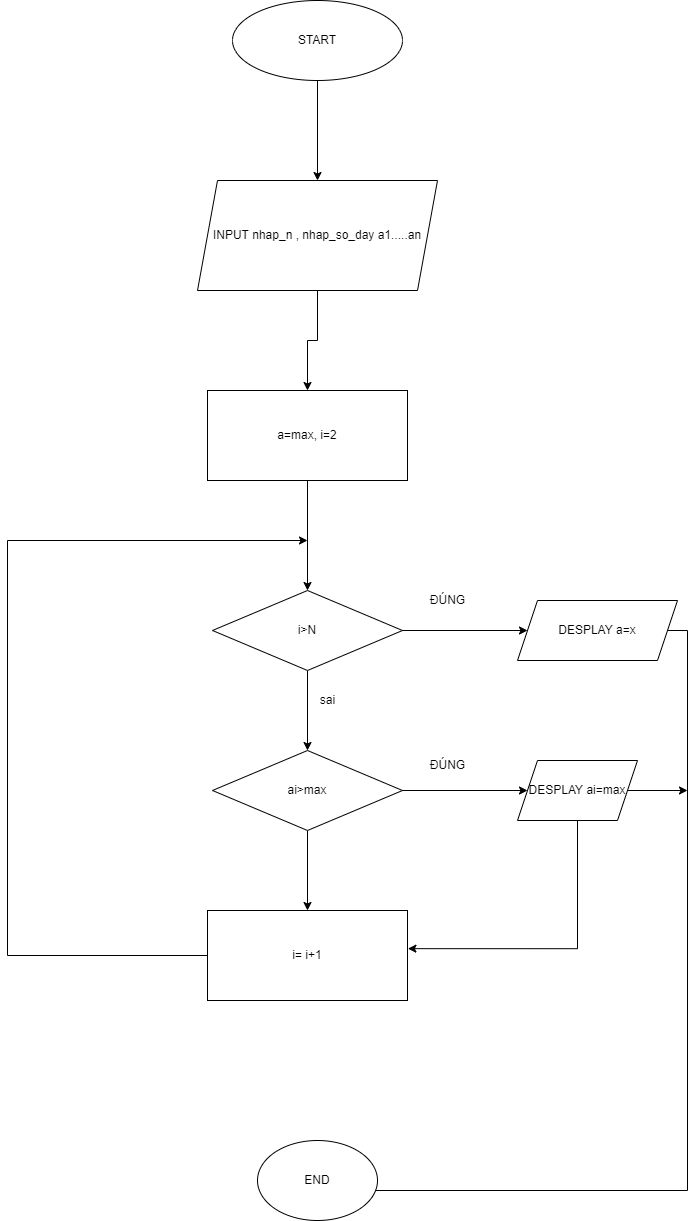 START
INPUT nhap_n , nhap_so_day a1.....an
a=max, i=2
ĐÚNG
i>N
DESPLAY a=x
sai
ĐÚNG
ai>max
DESPLAY ai=max
i= i+1
END